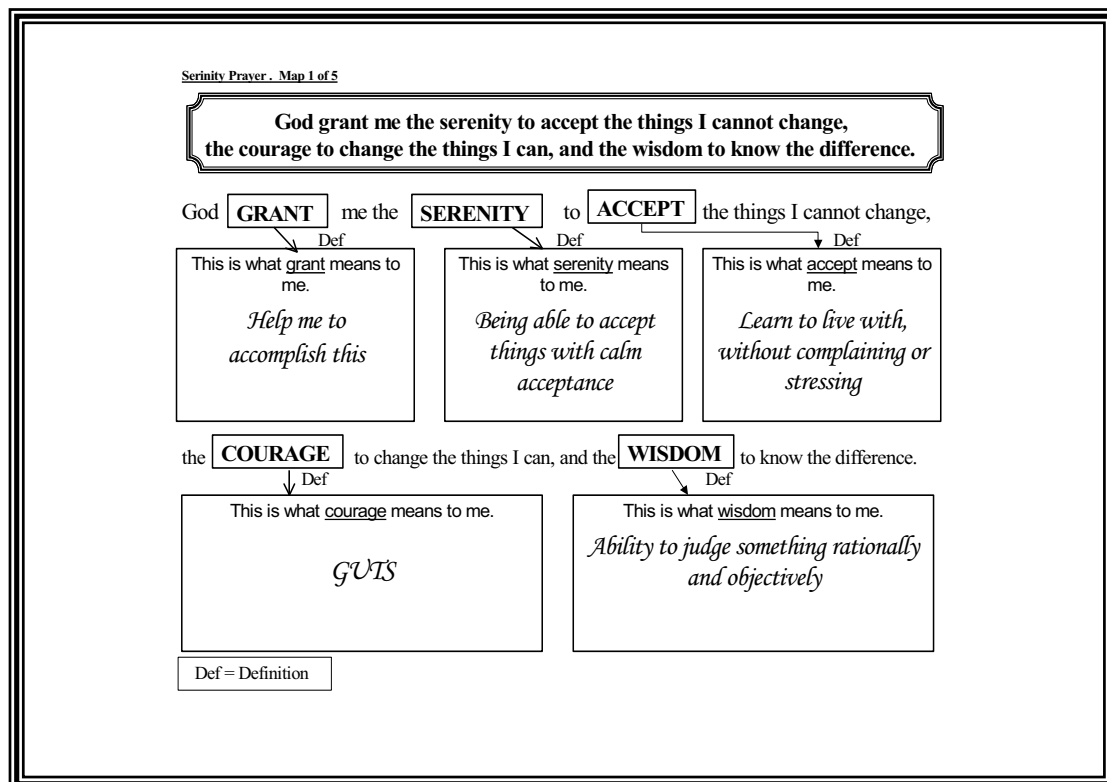 Serinity Prayer . Map 1 of 5
God grant me the serenity to accept the things I cannot change,
the courage to change the things I can, and the wisdom to know the difference.
God GRANT me the SERENITY to ACCEPT the things I cannot change,
Def Def Def
This is what grant means to
me.
Help me to
accomplish this
This is what serenity means
to me.
Being able to accept
things with calm
acceptance
This is what accept means to
me.
Learn to live with,
without complaining or
stressing
the COURAGE to change the things I can, and the WISDOM to know the difference.
Def Def
This is what courage means to me.
GUTS
This is what wisdom means to me.
Ability to judge something rationally
and objectively
Def = Definition